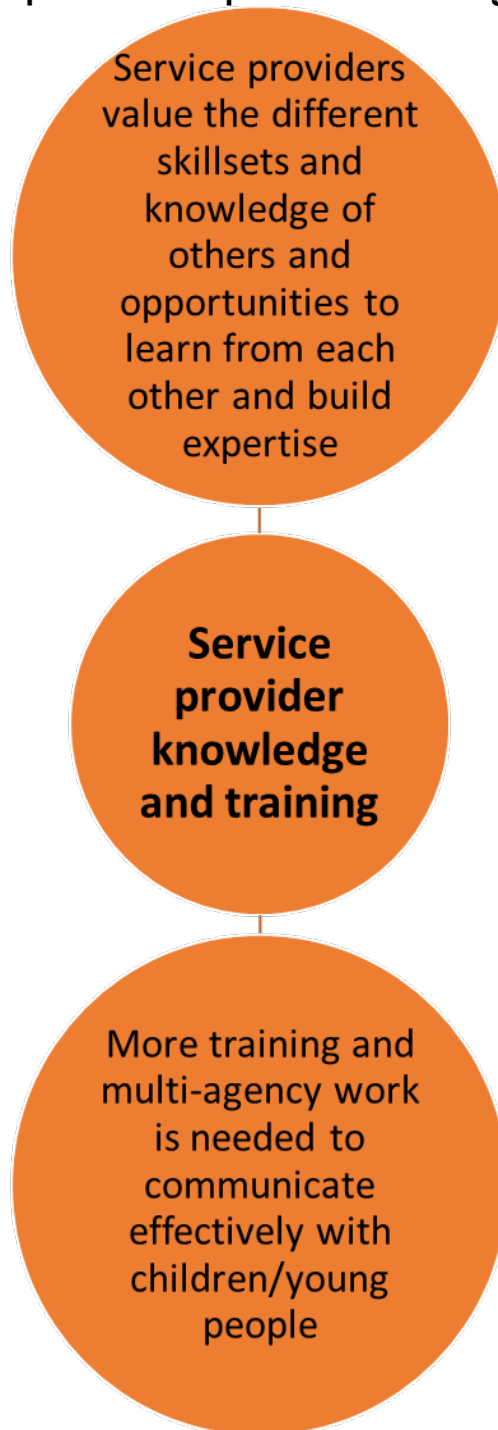 Service providers
value the different
skillsets and
knowledge of
others and
opportunities to
learn from each
other and build
expertise
Service
provider
knowledge
and training
More training and
multi-agency work
is needed to
communicate
effectively with
children/young
people